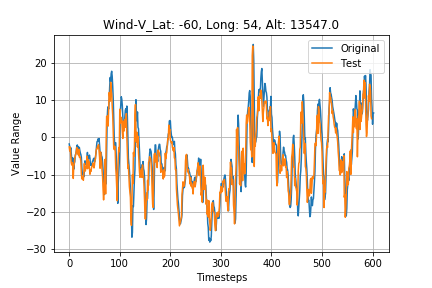 Wind-V_Lat: -60, Long: 54, Alt: 13547.0
Original
Test
Value Range
20
10
0
−10
−20
−30
0 100 200 300 400 500 600
Timesteps